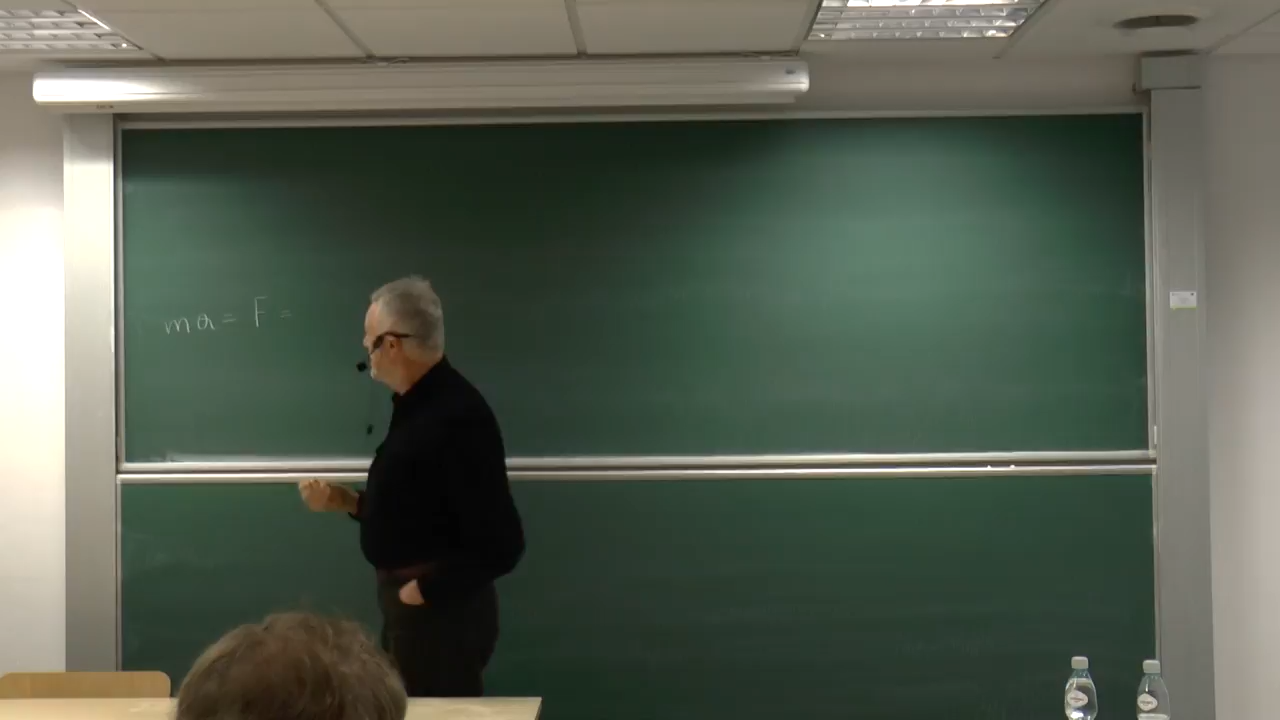 ma = F =